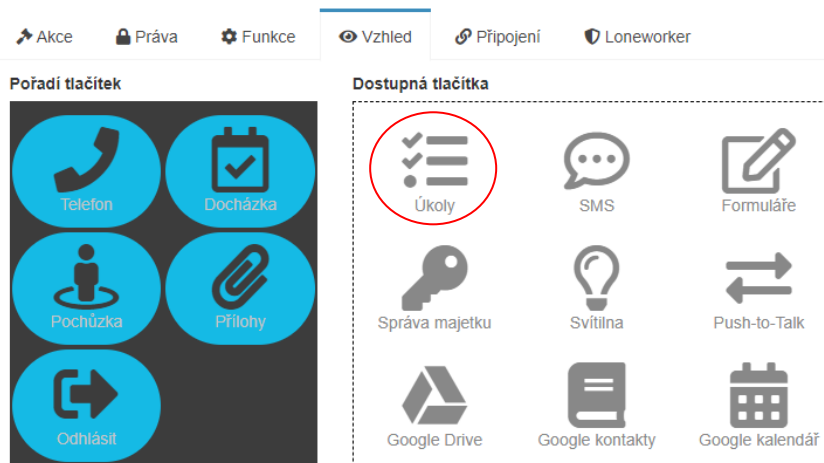 Akce Práva Funkce Vzhled Připojení Loneworker
Pořadí tlačítek
Dostupná tlačítka
Telefon Docházka
Pochůzka Přílohy
Odhlásit
Úkoly SMS Formuláře
Správa majetku Svítilna Push-to-Talk
Google Drive Google kontakty Google kalendář